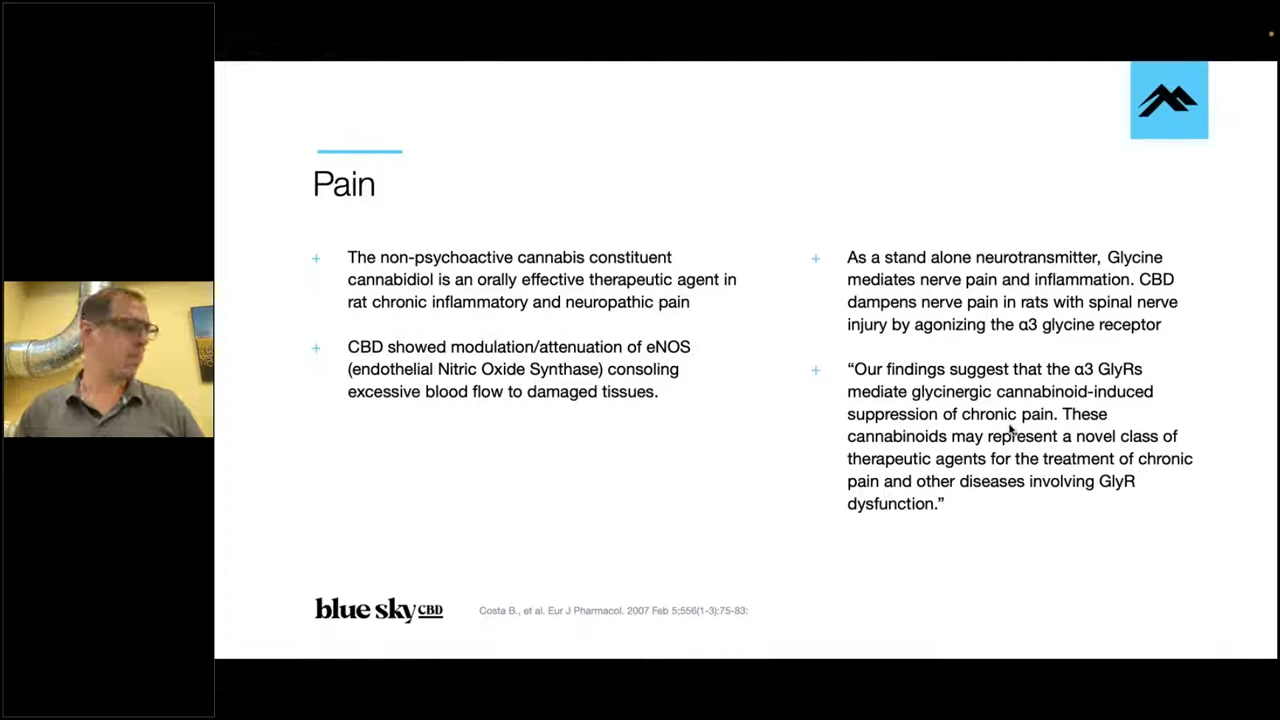 Pain
The non-psychoactive cannabis constituent
cannabidiol is an orally effective therapeutic agent in
rat chronic inflammatory and neuropathic pain
CBD showed modulation/attenuation of eNOS
(endothelial Nitric Oxide Synthase) consoling
excessive blood flow to damaged tissues.
As a stand alone neurotransmitter, Glycine
mediates nerve pain and inflammation. CBD
dampens nerve pain in rats with spinal nerve
injury by agonizing the α3 glycine receptor
“Our findings suggest that the α3 GlyRs
mediate glycinergic cannabinoid-induced
suppression of chronic pain. These
cannabinoids may represent a novel class of
therapeutic agents for the treatment of chronic
pain and other diseases involving GlyR
dysfunction.”
blue sky CBD
Costa B., et al. Eur J Pharmacol. 2007 Feb 5;556(1-3):75-83: